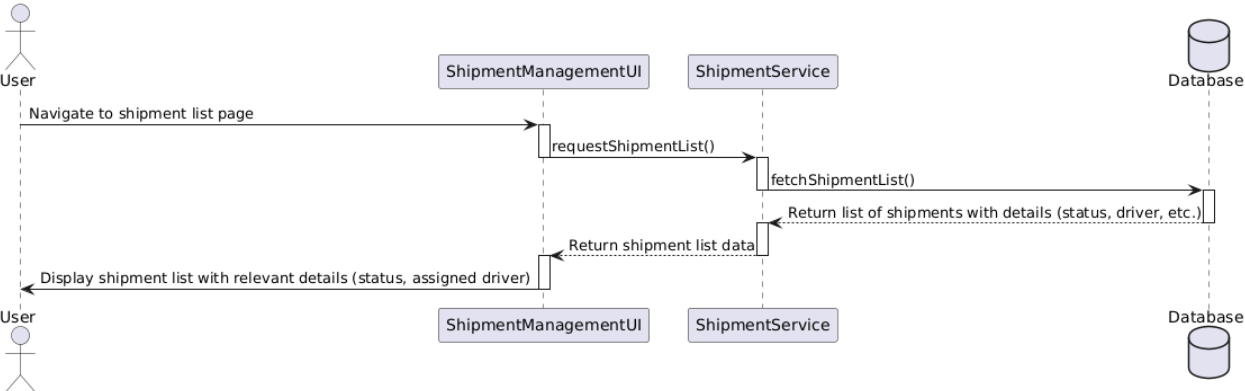 User
ShipmentManagementUI
ShipmentService
Database
Navigate to shipment list page
requestShipmentList()
fetchShipmentList()
Return list of shipments with details (status, driver, etc.)
Return shipment list data
Display shipment list with relevant details (status, assigned driver)
User
ShipmentManagementUI
ShipmentService
Database